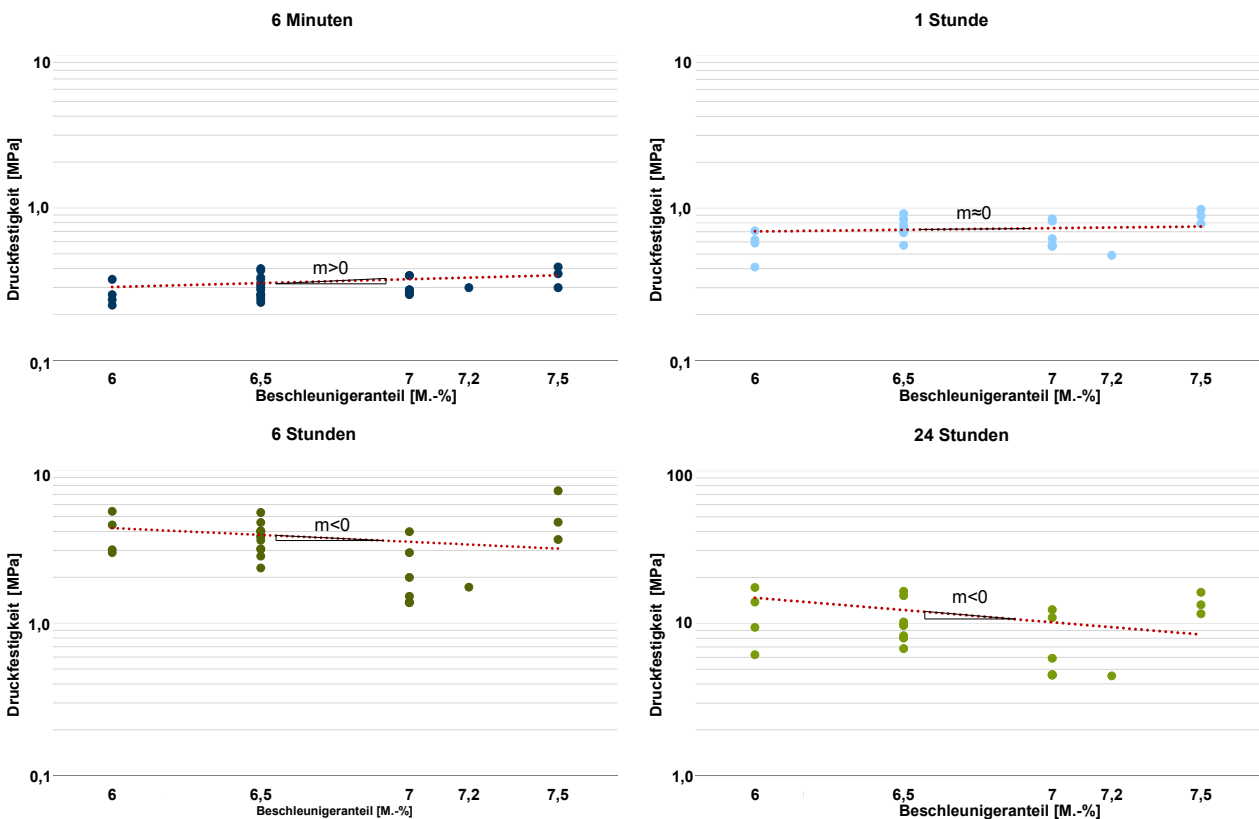 6 Minuten
10
1,0
0,1
Druckfestigkeit [MPa]
m>0
6 6,5 7 7,2 7,5
Beschleunigeranteil [M.-%]
1 Stunde
10
1,0
0,1
Druckfestigkeit [MPa]
m≈0
6 6,5 7 7,2 7,5
Beschleunigeranteil [M.-%]
6 Stunden
10
1,0
0,1
Druckfestigkeit [MPa]
m<0
6 6,5 7 7,2 7,5
Beschleunigeranteil [M.-%]
24 Stunden
100
10
1,0
Druckfestigkeit [MPa]
m<0
6 6,5 7 7,2 7,5
Beschleunigeranteil [M.-%]